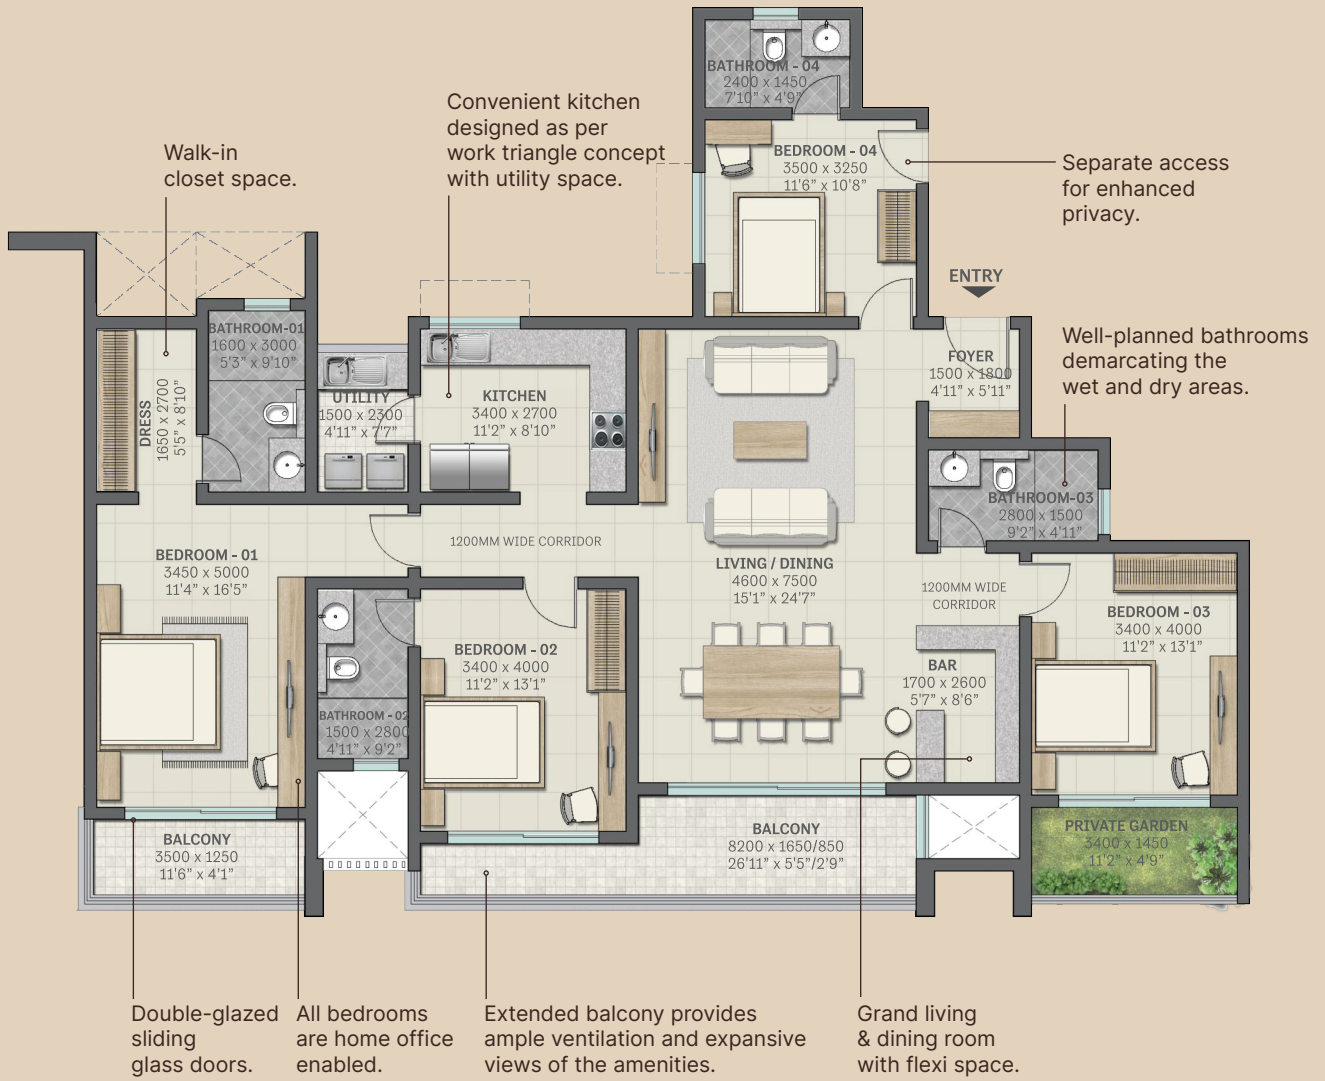 BATHROOM - 04
2400 x 1450
7'10" x 4'9"
Convenient kitchen
designed as per
work triangle concept
with utility space.
Walk-in
closet space.
BEDROOM - 04
3500 x 3250
11'6" x 10'8"
Separate access
for enhanced
privacy.
ENTRY
BATHROOM-01
1600 x 3000
5'3" x 9'10"
Well-planned bathrooms
demarcating the
wet and dry areas.
FOYER
1500 x 1800
4'11" x 5'11"
DRESS
1650 x 2700
5'5" x 8'10"
UTILITY
1500 x 2300
4'11" x 7'7"
KITCHEN
3400 x 2700
11'2" x 8'10"
BATHROOM-03
2800 x 1500
9'2" x 4'11"
1200MM WIDE CORRIDOR
BEDROOM - 01
3450 x 5000
11'4" x 16'5"
LIVING / DINING
4600 x 7500
15'1" x 24'7"
1200MM WIDE
CORRIDOR
BEDROOM - 03
3400 x 4000
11'2" x 13'1"
BEDROOM - 02
3400 x 4000
11'2" x 13'1"
BAR
1700 x 2600
5'7" x 8'6"
BATHROOM - 02
1500 x 2800
4'11" x 9'2"
BALCONY
3500 x 1250
11'6" x 4'1"
BALCONY
8200 x 1650/850
26'11" x 5'5"/2'9"
PRIVATE GARDEN
3400 x 1450
11'2" x 4'9"
Double-glazed
sliding
glass doors.
All bedrooms
are home office
enabled.
Extended balcony provides
ample ventilation and expansive
views of the amenities.
Grand living
& dining room
with flexi space.